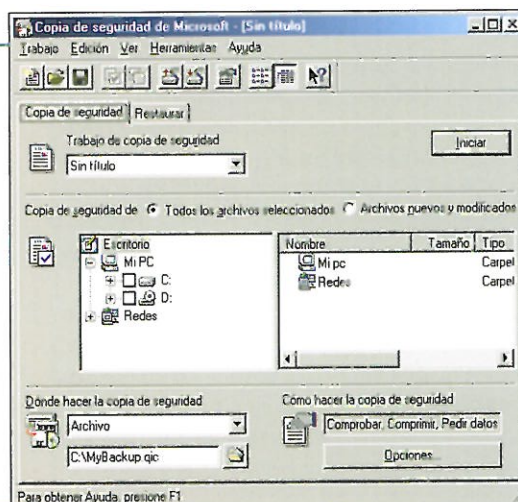 Copia de seguridad de Microsoft - [Sin título]
Trabajo Edición Ver Herramientas Ayuda
Copia de seguridad Restaurar
Trabajo de copia de seguridad
Iniciar
Sin título
Copia de seguridad de Todos los archivos seleccionados Archivos nuevos y modificados
Escritorio
Mi PC
C:
D:
Redes
Nombre Tamaño Tipo
Mi pc Carpel
Redes Carpel
Dónde hacer la copia de seguridad
Archivo
C:\MyBackup qic
Cómo hacer la copia de seguridad
Comprobar, Comprimir, Pedir datos
Opciones...
Para obtener Ayuda, presione F1